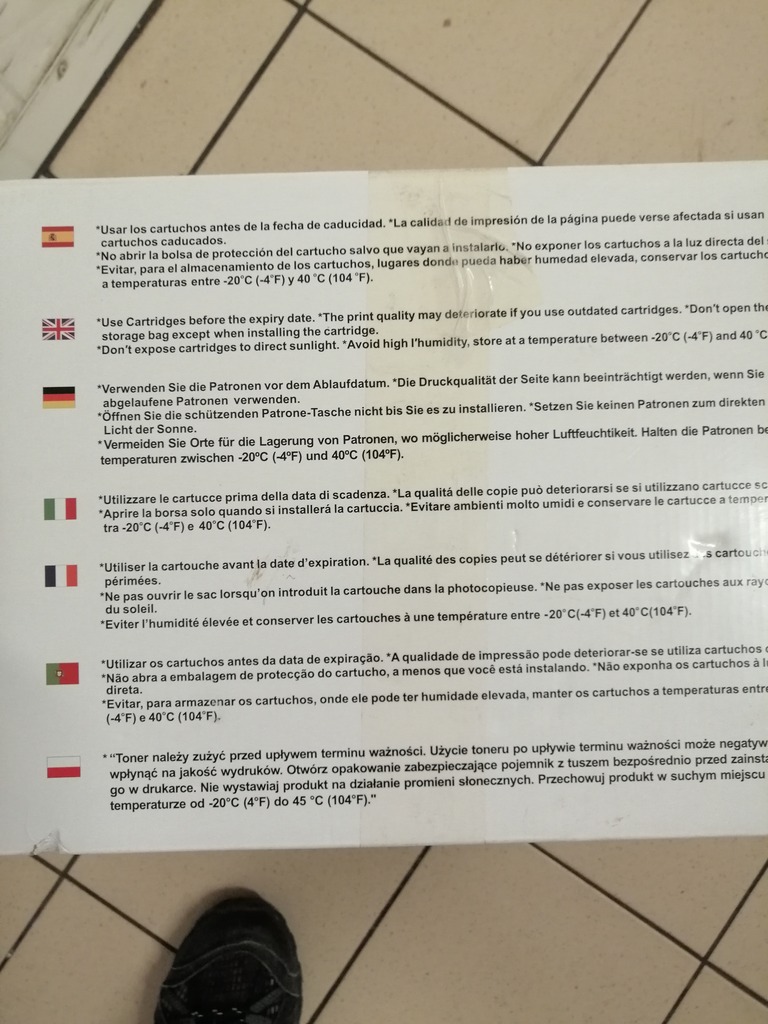 *Usar los cartuchos antes de la fecha de caducidad. *La calidad de impresión de la página puede verse afectada si usan
cartuchos caducados.
*No abrir la bolsa de protección del cartucho salvo que vayan a instalarlo. *No exponer los cartuchos a la luz directa del
*Evitar, para el almacenamiento de los cartuchos, lugares donde pueda haber humedad elevada, conservar los cartucho
a temperaturas entre -20°C (-4°F) y 40 °C (104 °F).
*Use Cartridges before the expiry date. *The print quality may deteriorate if you use outdated cartridges. *Don't open the
storage bag except when installing the cartridge.
*Don't expose cartridges to direct sunlight. *Avoid high l'humidity, store at a temperature between -20°C (-4°F) and 40 °C
*Verwenden Sie die Patronen vor dem Ablaufdatum. *Die Druckqualität der Seite kann beeinträchtigt werden, wenn Sie
abgelaufene Patronen verwenden.
*Öffnen Sie die schützenden Patrone-Tasche nicht bis Sie es zu installieren. *Setzen Sie keinen Patronen zum direkten
Licht der Sonne.
*Vermeiden Sie Orte für die Lagerung von Patronen, wo möglicherweise hoher Luftfeuchtikeit. Halten die Patronen be
temperaturen zwischen -20ºC (-4ºF) und 40ºC (104ºF).
*Utilizzare le cartucce prima della data di scadenza. *La qualitá delle copie può deteriorarsi se si utilizzano cartucce sc
*Aprire la borsa solo quando si installerá la cartuccia. *Evitare ambienti molto umidi e conservare le cartucce a temper
tra -20°C (-4°F) e 40°C (104°F).
*Utiliser la cartouche avant la date d'expiration. *La qualité des copies peut se détériorer si vous utilisez cartouch
périmées.
*Ne pas ouvrir le sac lorsqu'on introduit la cartouche dans la photocopieuse. *Ne pas exposer les cartouches aux rayo
du soleil.
*Eviter l'humidité élevée et conserver les cartouches à une température entre -20°C(-4°F) et 40°C(104°F).
*Utilizar os cartuchos antes da data de expiração. *A qualidade de impressão pode deteriorar-se se utiliza cartuchos
*Não abra a embalagem de protecção do cartucho, a menos que você está instalando. *Não exponha os cartuchos à l
direta.
*Evitar, para armazenar os cartuchos, onde ele pode ter humidade elevada, manter os cartuchos a temperaturas entre
(-4°F) e 40°C (104°F).
*"Toner należy zużyć przed upływem terminu ważności. Użycie toneru po upływie terminu ważności może negatyw
wpłynąć na jakość wydruków. Otwórz opakowanie zabezpieczające pojemnik z tuszem bezpośrednio przed zainsta
go w drukarce. Nie wystawiaj produkt na działanie promieni słonecznych. Przechowuj produkt w suchym miejscu
temperaturze od -20°C (4°F) do 45 °C (104°F)."